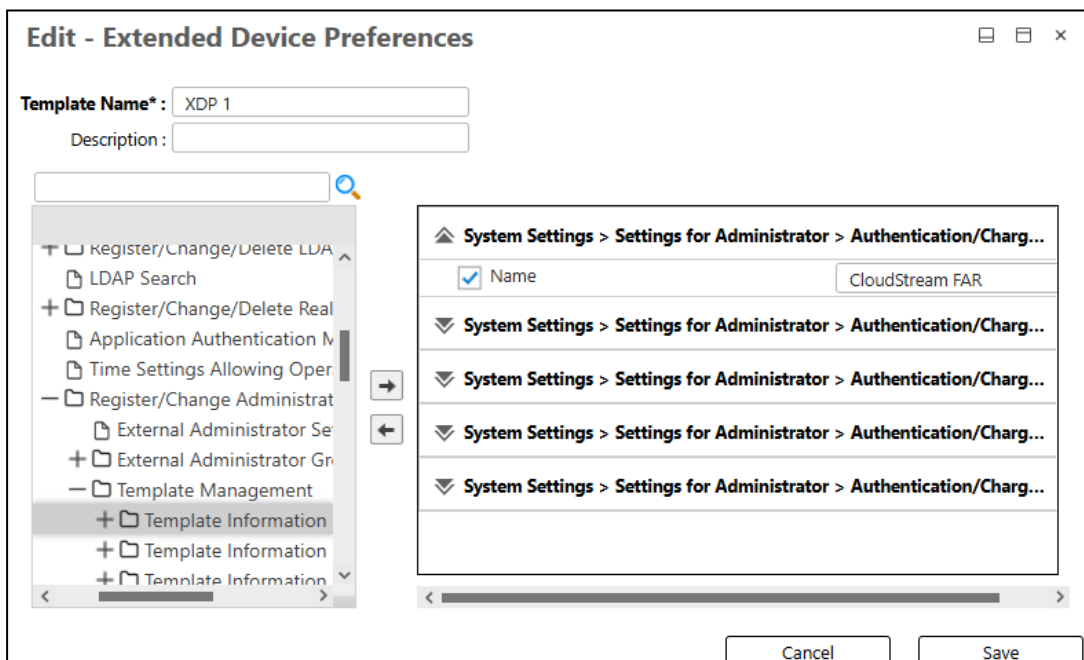 Edit - Extended Device Preferences
Template Name* : XDP 1
Description :
Register/Change/Delete LDA
LDAP Search
Register/Change/Delete Real
Application Authentication M
Time Settings Allowing Oper
Register/Change Administrat
External Administrator Se
External Administrator Gr
Template Management
Template Information
Template Information
Template Information
System Settings > Settings for Administrator > Authentication/Charg...
Name CloudStream FAR
System Settings > Settings for Administrator > Authentication/Charg...
System Settings > Settings for Administrator > Authentication/Charg...
System Settings > Settings for Administrator > Authentication/Charg...
System Settings > Settings for Administrator > Authentication/Charg...
Cancel Save